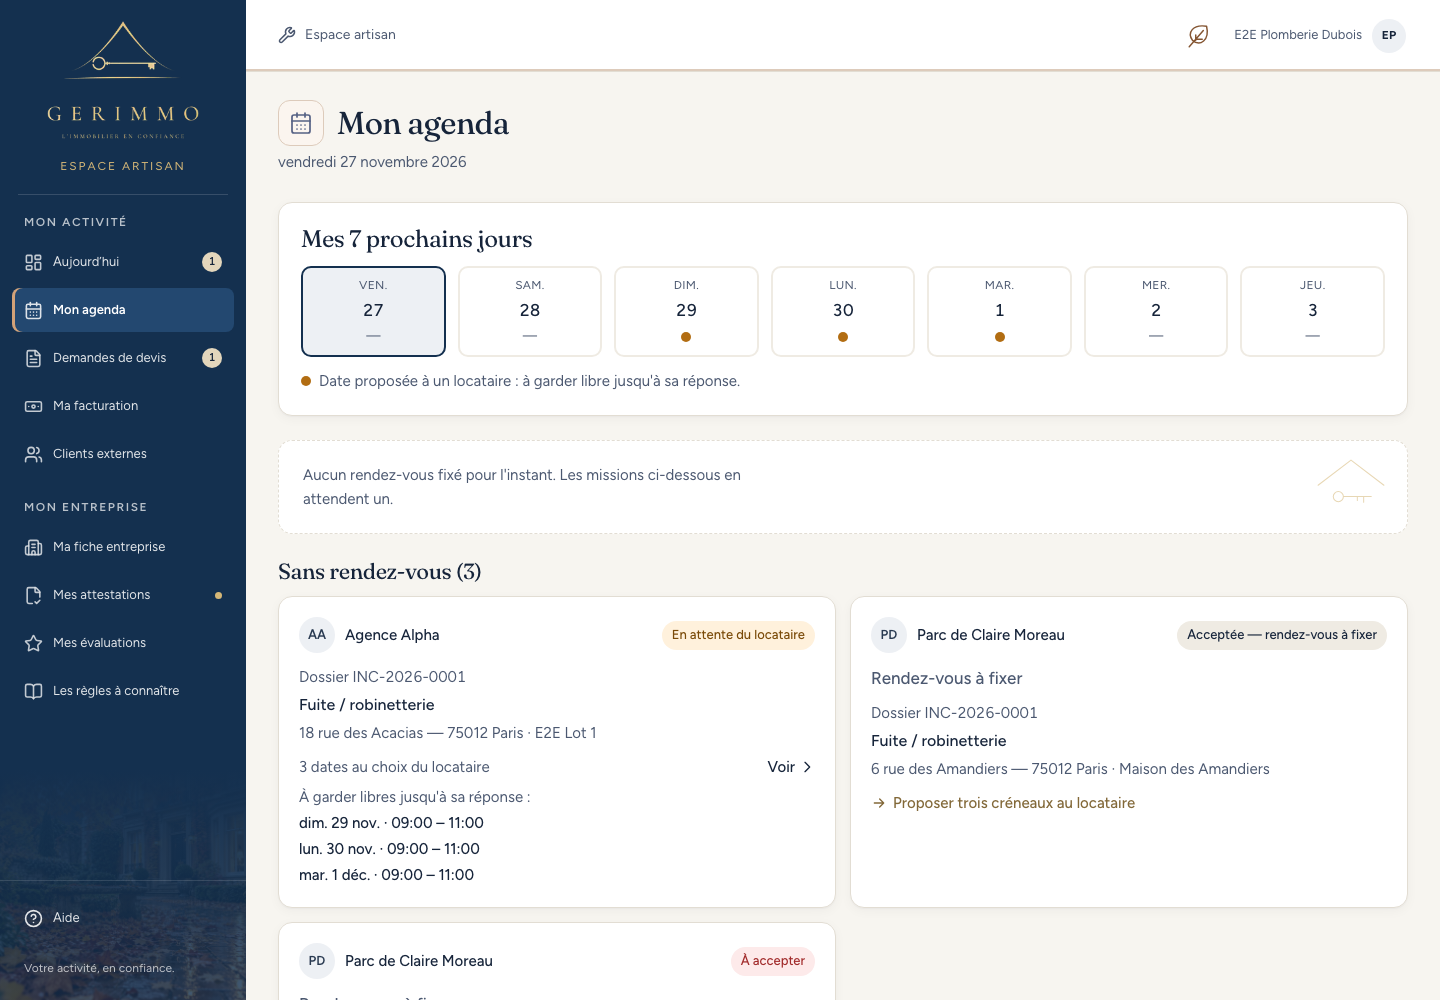 GERIMMO
L'IMMOBILIER EN CONFIANCE
ESPACE ARTISAN
MON ACTIVITÉ
Aujourd'hui 1
Mon agenda
Demandes de devis 1
Ma facturation
Clients externes
MON ENTREPRISE
Ma fiche entreprise
Mes attestations
Mes évaluations
Les règles à connaître
Aide
Votre activité, en confiance.
Espace artisan
E2E Plomberie Dubois EP
Mon agenda
vendredi 27 novembre 2026
Mes 7 prochains jours
VEN. SAM. DIM. LUN. MAR. MER. JEU.
27 28 29 30 1 2 3
— — — —
Date proposée à un locataire : à garder libre jusqu'à sa réponse.
Aucun rendez-vous fixé pour l'instant. Les missions ci-dessous en
attendent un.
Sans rendez-vous (3)
AA Agence Alpha En attente du locataire
Dossier INC-2026-0001
Fuite / robinetterie
18 rue des Acacias — 75012 Paris · E2E Lot 1
3 dates au choix du locataire Voir
À garder libres jusqu'à sa réponse :
dim. 29 nov. · 09:00 – 11:00
lun. 30 nov. · 09:00 – 11:00
mar. 1 déc. · 09:00 – 11:00
PD Parc de Claire Moreau Acceptée — rendez-vous à fixer
Rendez-vous à fixer
Dossier INC-2026-0001
Fuite / robinetterie
6 rue des Amandiers — 75012 Paris · Maison des Amandiers
→ Proposer trois créneaux au locataire
PD Parc de Claire Moreau À accepter